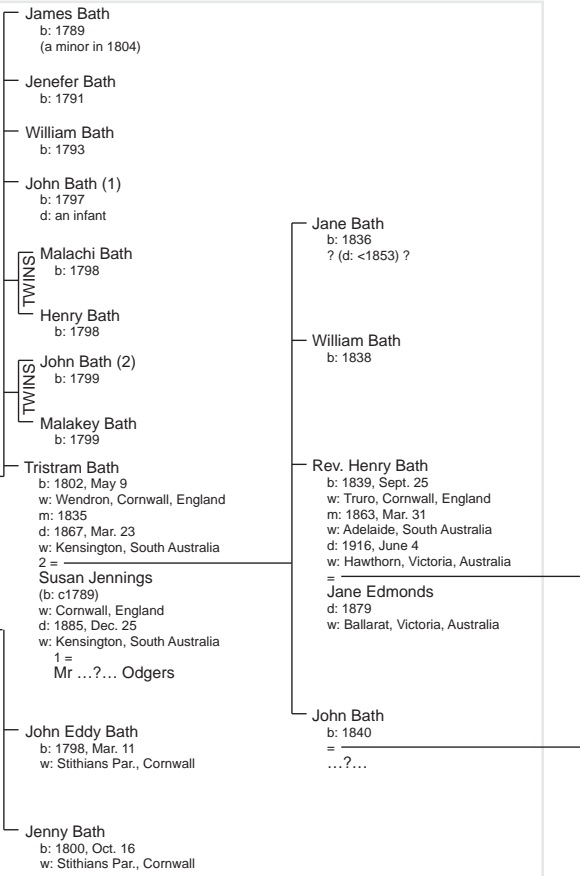 James Bath
b: 1789
(a minor in 1804)
Jenefer Bath
b: 1791
William Bath
b: 1793
John Bath (1)
b: 1797
d: an infant
TWINS
Malachi Bath
b: 1798
Henry Bath
b: 1798
TWINS
John Bath (2)
b: 1799
Malakey Bath
b: 1799
Tristram Bath
b: 1802, May 9
w: Wendron, Cornwall, England
m: 1835
d: 1867, Mar. 23
w: Kensington, South Australia
2 =
Susan Jennings
(b: c1789)
w: Cornwall, England
d: 1885, Dec. 25
w: Kensington, South Australia
1 =
Mr …?… Odgers
John Eddy Bath
b: 1798, Mar. 11
w: Stithians Par., Cornwall
Jenny Bath
b: 1800, Oct. 16
w: Stithians Par., Cornwall
Jane Bath
b: 1836
? (d: <1853) ?
William Bath
b: 1838
Rev. Henry Bath
b: 1839, Sept. 25
w: Truro, Cornwall, England
m: 1863, Mar. 31
w: Adelaide, South Australia
d: 1916, June 4
w: Hawthorn, Victoria, Australia
=
Jane Edmonds
d: 1879
w: Ballarat, Victoria, Australia
John Bath
b: 1840
=
…?…